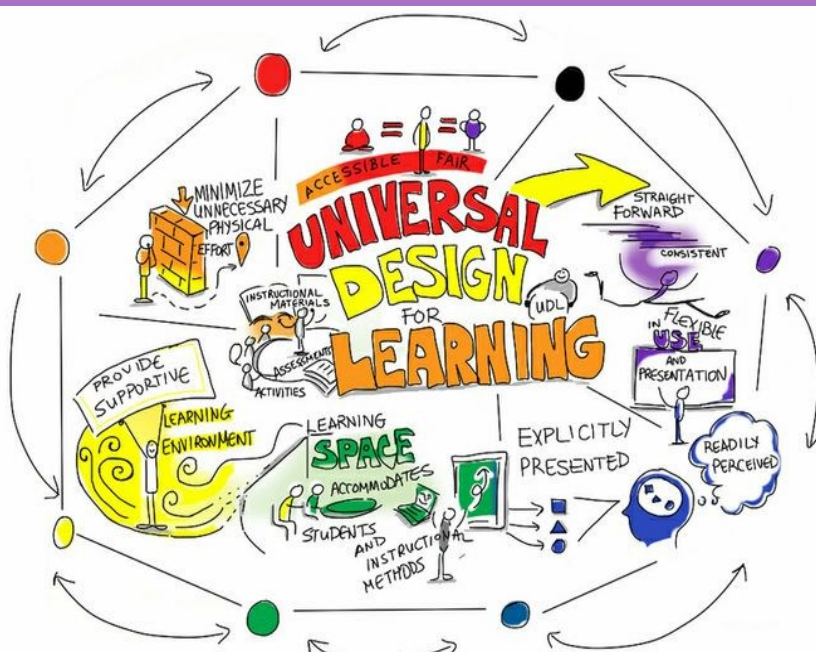 ACCESSIBLE FAIR
UNIVERSAL
DESIGN
FOR
LEARNING
UDL
STRAIGHT
FORWARD
CONSISTENT
FLEXIBLE
IN USE
AND
PRESENTATION
READILY
PERCEIVED
EXPLICITLY
PRESENTED
LEARNING
SPACE
ACCOMMODATES
STUDENTS
AND
INSTRUCTIONAL
METHODS
PROVIDE
SUPPORTIVE
LEARNING
ENVIRONMENT
MINIMIZE
UNNECESSARY
PHYSICAL
EFFORT
INSTRUCTIONAL
MATERIALS
ASSESSMENTS
ACTIVITIES